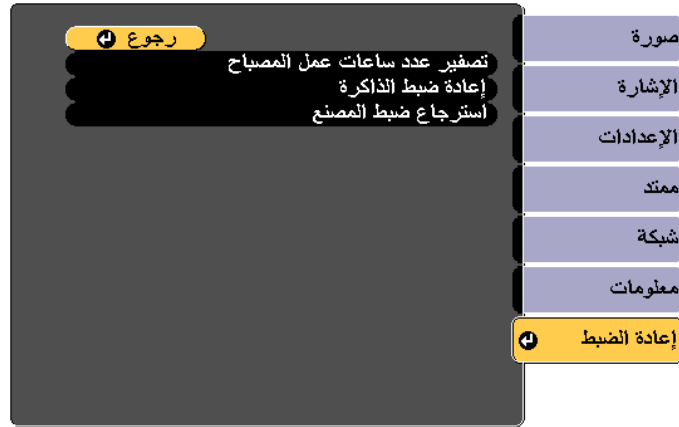 صورة
الإشارة
الإعدادات
ممتد
شبكة
معلومات
إعادة الضبط
رجوع
تصفير عدد ساعات عمل المصباح
إعادة ضبط الذاكرة
استرجاع ضبط المصنع